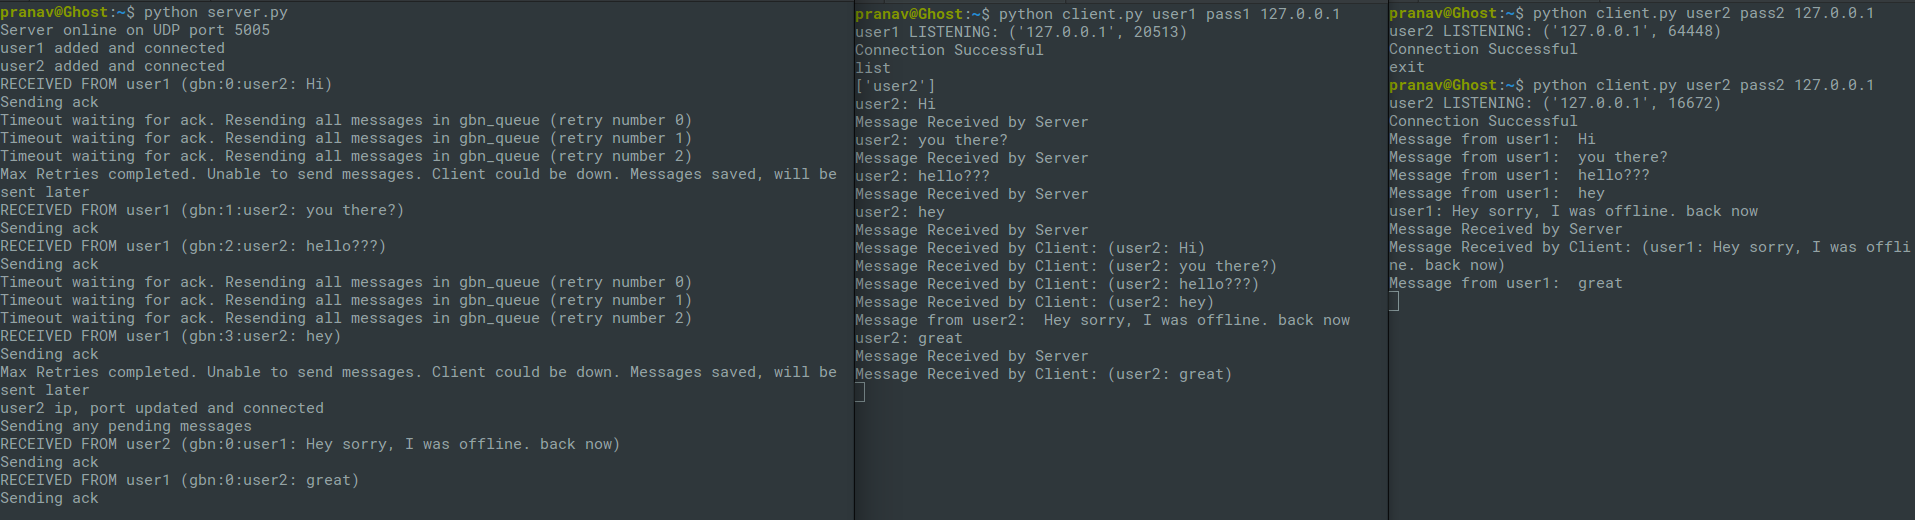 pranav@Ghost:~$ python server.py
Server online on UDP port 5005
user1 added and connected
user2 added and connected
RECEIVED FROM user1 (gbn:0:user2: Hi)
Sending ack
Timeout waiting for ack. Resending all messages in gbn_queue (retry number 0)
Timeout waiting for ack. Resending all messages in gbn_queue (retry number 1)
Timeout waiting for ack. Resending all messages in gbn_queue (retry number 2)
Max Retries completed. Unable to send messages. Client could be down. Messages saved, will be
sent later
RECEIVED FROM user1 (gbn:1:user2: you there?)
Sending ack
RECEIVED FROM user1 (gbn:2:user2: hello???)
Sending ack
Timeout waiting for ack. Resending all messages in gbn_queue (retry number 0)
Timeout waiting for ack. Resending all messages in gbn_queue (retry number 1)
Timeout waiting for ack. Resending all messages in gbn_queue (retry number 2)
RECEIVED FROM user1 (gbn:3:user2: hey)
Sending ack
Max Retries completed. Unable to send messages. Client could be down. Messages saved, will be
sent later
user2 ip, port updated and connected
Sending any pending messages
RECEIVED FROM user2 (gbn:0:user1: Hey sorry, I was offline. back now)
Sending ack
RECEIVED FROM user1 (gbn:0:user2: great)
Sending ack
pranav@Ghost:~$ python client.py user1 pass1 127.0.0.1
user1 LISTENING: ('127.0.0.1', 20513)
Connection Successful
list
['user2']
user2: Hi
Message Received by Server
user2: you there?
Message Received by Server
user2: hello???
Message Received by Server
user2: hey
Message Received by Server
Message Received by Client: (user2: Hi)
Message Received by Client: (user2: you there?)
Message Received by Client: (user2: hello???)
Message Received by Client: (user2: hey)
Message from user2:  Hey sorry, I was offline. back now
user2: great
Message Received by Server
Message Received by Client: (user2: great)
pranav@Ghost:~$ python client.py user2 pass2 127.0.0.1
user2 LISTENING: ('127.0.0.1', 64448)
Connection Successful
exit
pranav@Ghost:~$ python client.py user2 pass2 127.0.0.1
user2 LISTENING: ('127.0.0.1', 16672)
Connection Successful
Message from user1:  Hi
Message from user1:  you there?
Message from user1:  hello???
Message from user1:  hey
user1: Hey sorry, I was offline. back now
Message Received by Server
Message Received by Client: (user1: Hey sorry, I was offli
ne. back now)
Message from user1:  great